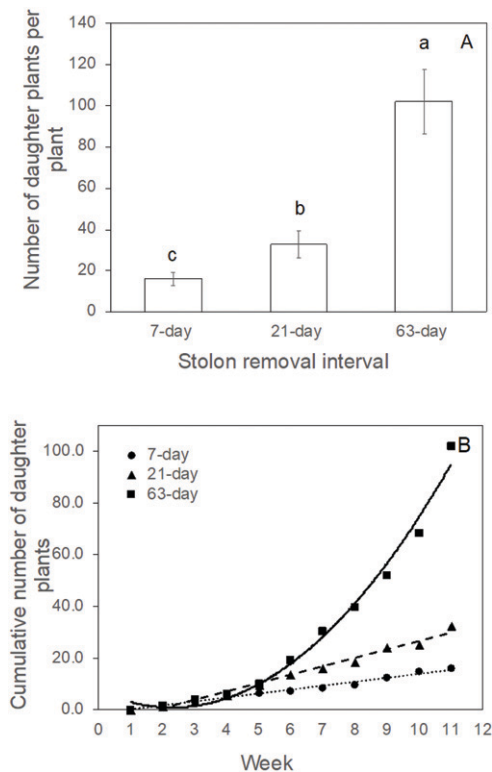 140
120
100
80
60
40
20
0
a
A
b
c
Number of daughter plants per
plant
7-day
21-day
63-day
Stolon removal interval
100.0
80.0
60.0
40.0
20.0
0.0
B
7-day
21-day
63-day
Cumulative number of daughter
plants
0 1 2 3 4 5 6 7 8 9 10 11 12
Week